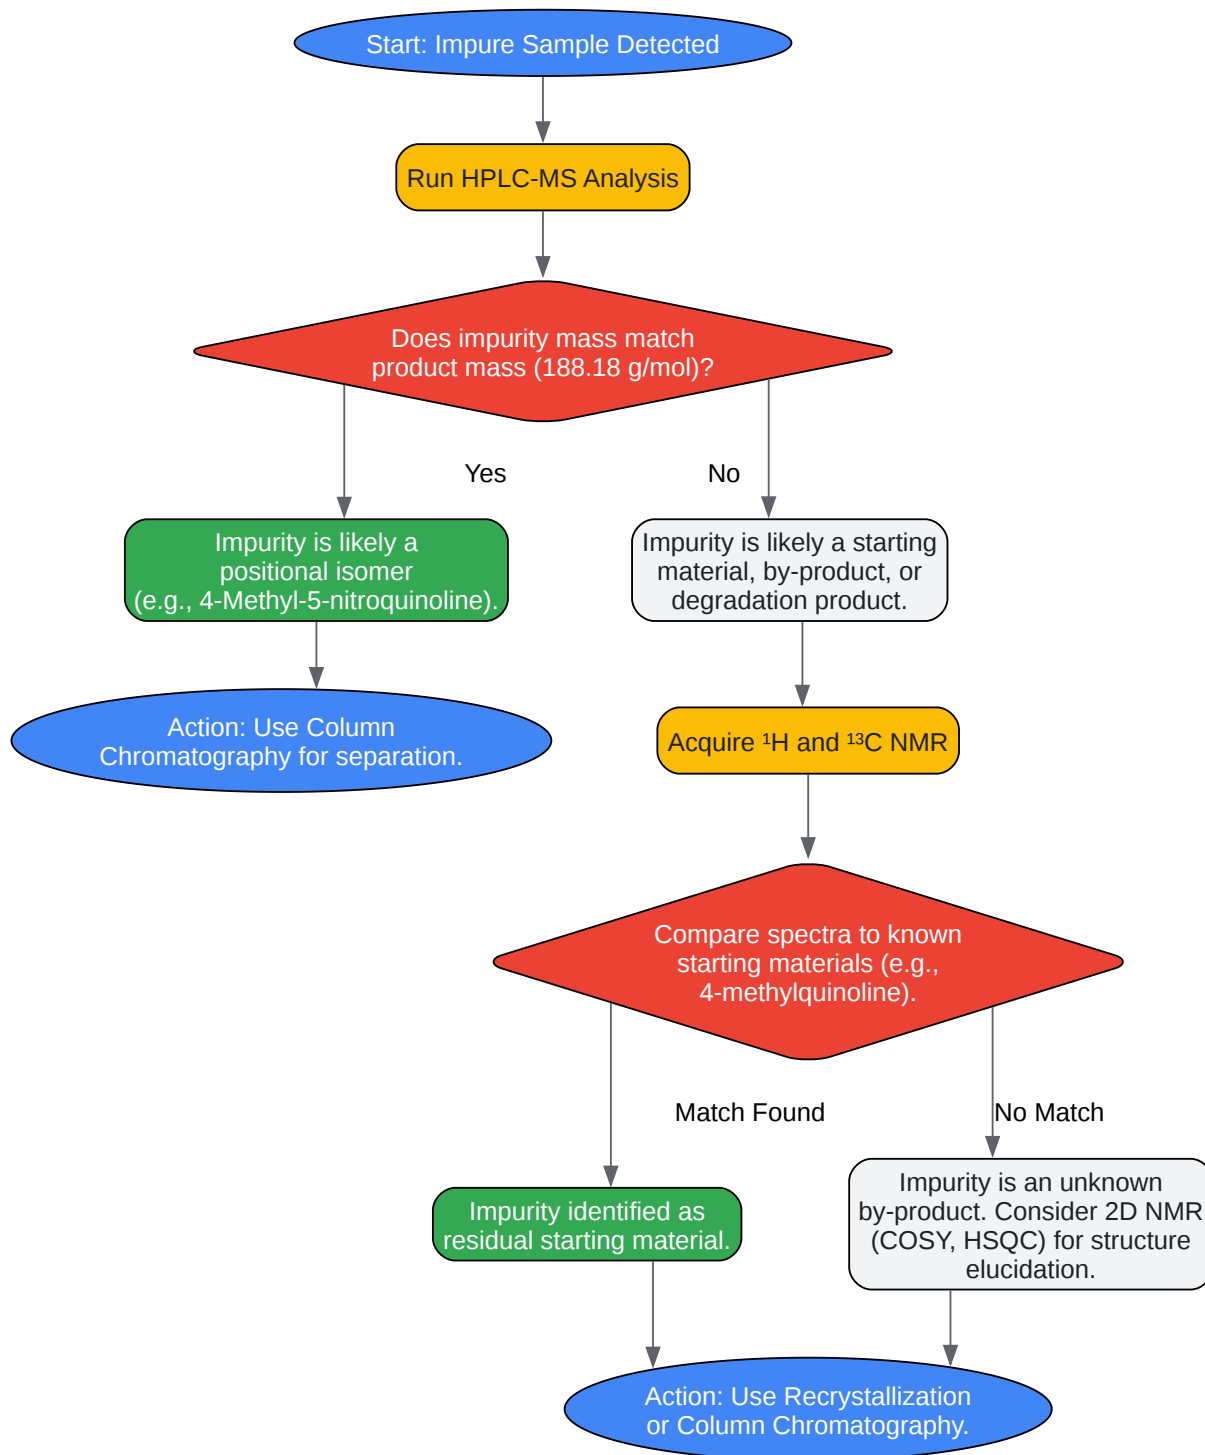 Start: Impure Sample Detected
Run HPLC-MS Analysis
Does impurity mass match
product mass (188.18 g/mol)?
Yes
No
Impurity is likely a
positional isomer
(e.g., 4-Methyl-5-nitroquinoline).
Impurity is likely a starting
material, by-product, or
degradation product.
Action: Use Column
Chromatography for separation.
Acquire ¹H and ¹³C NMR
Compare spectra to known
starting materials (e.g.,
4-methylquinoline).
Match Found
No Match
Impurity identified as
residual starting material.
Impurity is an unknown
by-product. Consider 2D NMR
(COSY, HSQC) for structure
elucidation.
Action: Use Recrystallization
or Column Chromatography.